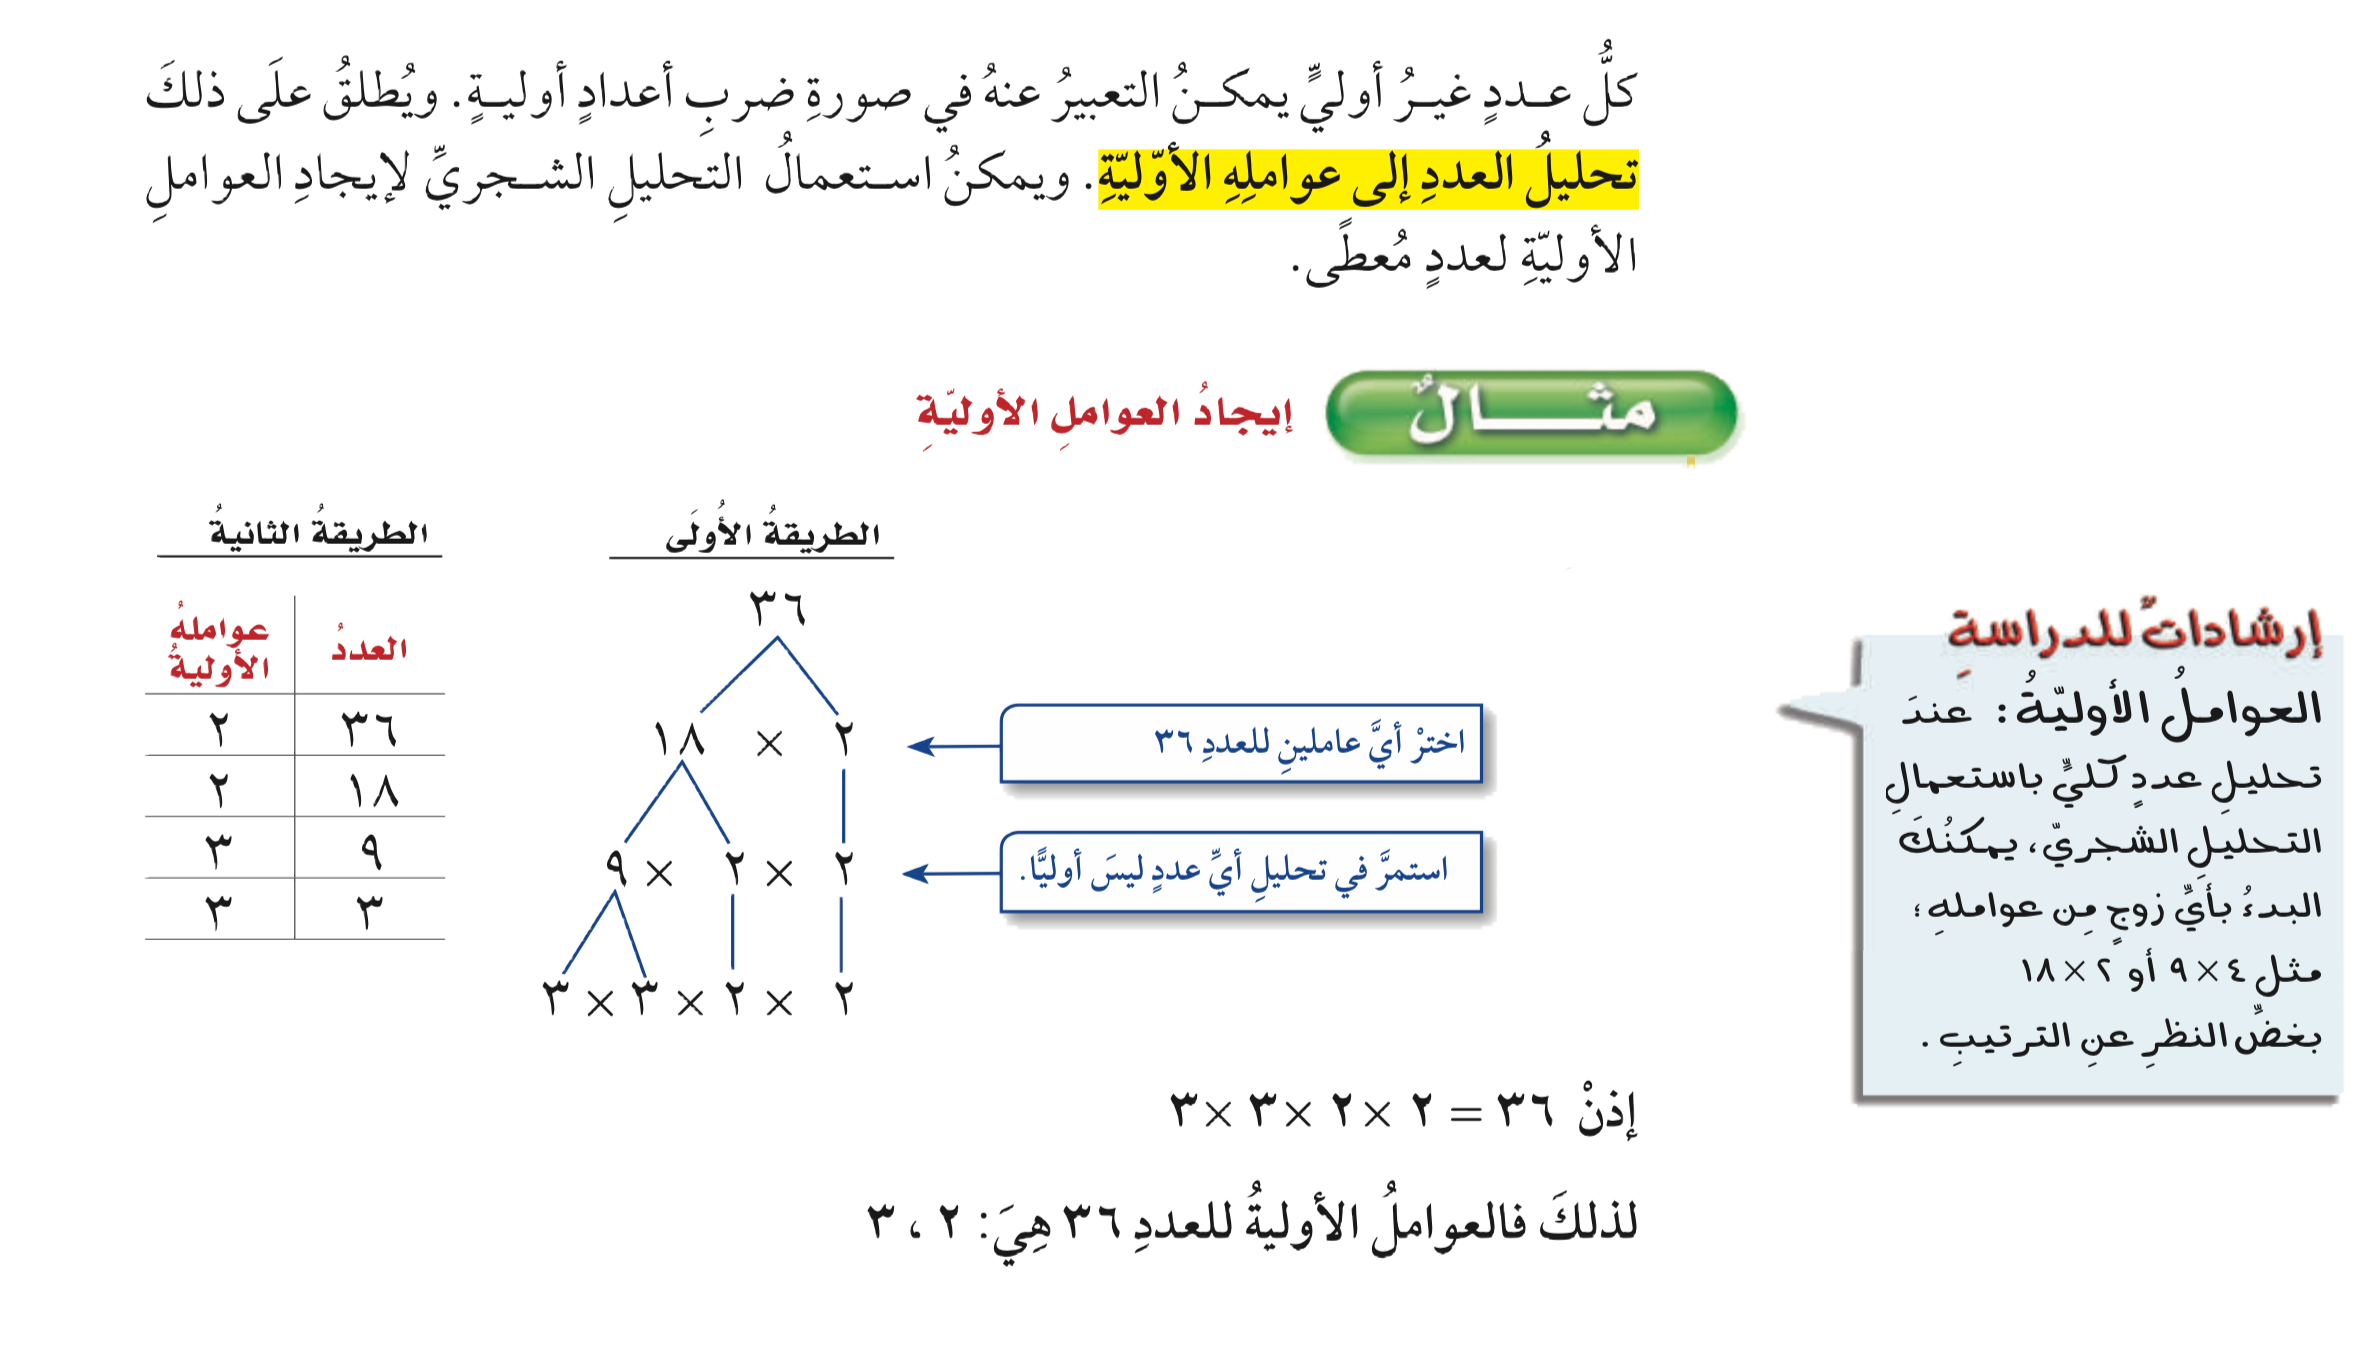 كلُّ عـددٍ غيـرُ أوليٍّ يمكـنُ التعبيرُ عنهُ في صورةِ ضربِ أعدادٍ أوليـةٍ. ويُطلقُ علَى ذلكَ
تحليلُ العددِ إلى عواملِهِ الأوّليّةِ. ويمكنُ استعمالُ التحليلِ الشـجريِّ لإيجادِ العواملِ
الأوليّةِ لعددٍ مُعطًى.
مثـــالٌ إيجادُ العواملِ الأوليّةِ
الطريقةُ الأُولَى
٣٦
٢ × ١٨
٢ × ٢ × ٩
٢ × ٢ × ٣ × ٣
اخترْ أيَّ عاملينِ للعددِ ٣٦
استمرَّ في تحليلِ أيِّ عددٍ ليسَ أوليًّا.
الطريقةُ الثانيةُ
العددُ عواملهُ
الأوليةُ
٣٦ ٢
١٨ ٢
٩ ٣
٣ ٣
إرشاداتٌ للدراسةِ
العواملُ الأوليّةُ: عندَ
تحليلِ عددٍ كليٍّ باستعمالِ
التحليلِ الشجريّ، يمكنُكَ
البدءُ بأيِّ زوجٍ مِن عواملهِ؛
مثل ٤ × ٩ أو ٢ × ١٨
بغضِّ النظرِ عنِ الترتيبِ.
إذنْ ٣٦ = ٢ × ٢ × ٣ × ٣
لذلكَ فالعواملُ الأوليةُ للعددِ ٣٦ هِيَ: ٢ ، ٣